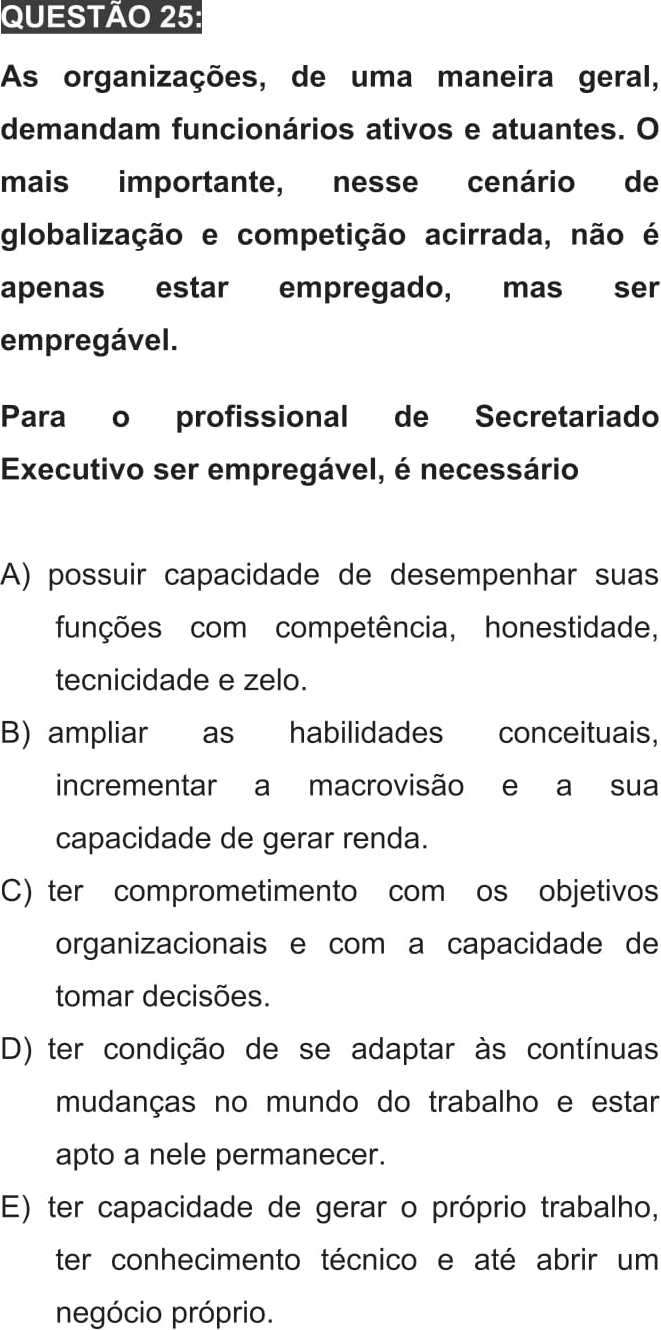 QUESTÃO 25:
As organizações, de uma maneira geral,
demandam funcionários ativos e atuantes. O
mais importante, nesse cenário de
globalização e competição acirrada, não é
apenas estar empregado, mas ser
empregável.
Para o profissional de Secretariado
Executivo ser empregável, é necessário
A) possuir capacidade de desempenhar suas
funções com competência, honestidade,
tecnicidade e zelo.
B) ampliar as habilidades conceituais,
incrementar a macrovisão e a sua
capacidade de gerar renda.
C) ter comprometimento com os objetivos
organizacionais e com a capacidade de
tomar decisões.
D) ter condição de se adaptar às contínuas
mudanças no mundo do trabalho e estar
apto a nele permanecer.
E) ter capacidade de gerar o próprio trabalho,
ter conhecimento técnico e até abrir um
negócio próprio.